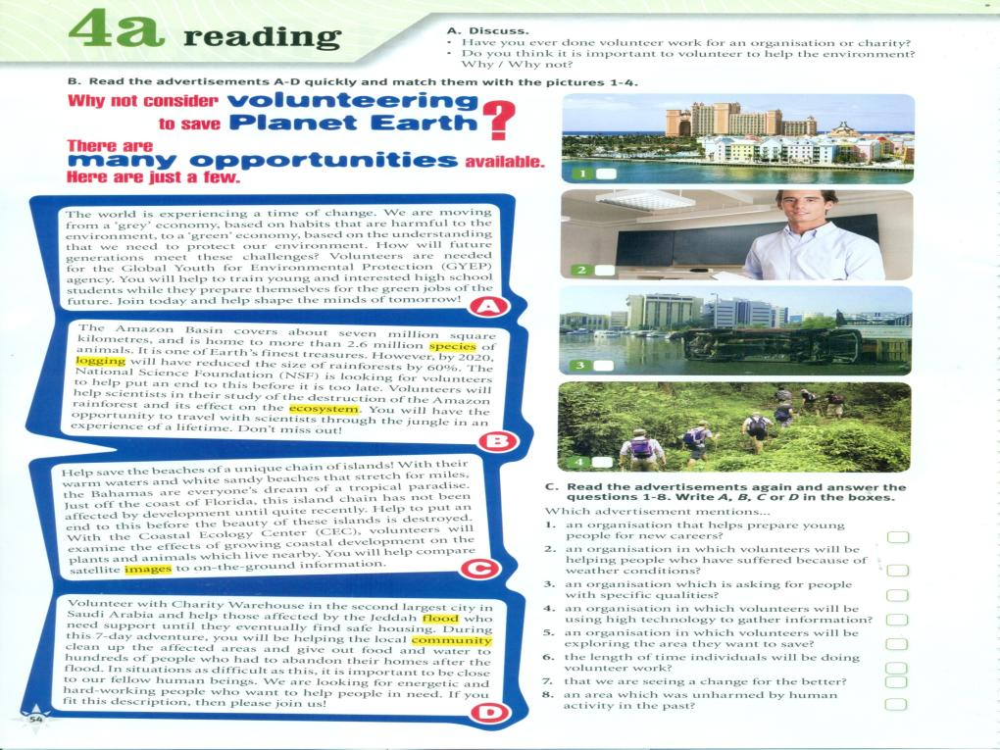 4a reading
A. Discuss.
• Have you ever done volunteer work for an organisation or charity?
• Do you think it is important to volunteer to help the environment?
Why / Why not?
B. Read the advertisements A-D quickly and match them with the pictures 1-4.
Why not consider volunteering
to save Planet Earth?
There are
many opportunities available.
Here are just a few.
The world is experiencing a time of change. We are moving
from a 'grey' economy, based on habits that are harmful to the
environment, to a 'green' economy, based on the understanding
that we need to protect our environment. How will future
generations meet these challenges? Volunteers are needed
for the Global Youth for Environmental Protection (GYEP)
agency. You will help to train young and interested high school
students while they prepare themselves for the green jobs of the
future. Join today and help shape the minds of tomorrow!
A
The Amazon Basin covers about seven million square
kilometres, and is home to more than 2.6 million species of
animals. It is one of Earth's finest treasures. However, by 2020,
logging will have reduced the size of rainforests by 60%. The
National Science Foundation (NSF) is looking for volunteers
to help put an end to this before it is too late. Volunteers will
help scientists in their study of the destruction of the Amazon
rainforest and its effect on the ecosystem. You will have the
opportunity to travel with scientists through the jungle in an
experience of a lifetime. Don't miss out!
B
Help save the beaches of a unique chain of islands! With their
warm waters and white sandy beaches that stretch for miles,
the Bahamas are everyone's dream of a tropical paradise.
Just off the coast of Florida, this island chain has not been
affected by development until quite recently. Help to put an
end to this before the beauty of these islands is destroyed.
With the Coastal Ecology Center (CEC), volunteers will
examine the effects of growing coastal development on the
plants and animals which live nearby. You will help compare
satellite images to on-the-ground information.
C
Volunteer with Charity Warehouse in the second largest city in
Saudi Arabia and help those affected by the Jeddah flood who
need support until they eventually find safe housing. During
this 7-day adventure, you will be helping the local community
clean up the affected areas and give out food and water to
hundreds of people who had to abandon their homes after the
flood. In situations as difficult as this, it is important to be close
to our fellow human beings. We are looking for energetic and
hard-working people who want to help people in need. If you
fit this description, then please join us!
D
54
1
2
3
4
C. Read the advertisements again and answer the
questions 1-8. Write A, B, C or D in the boxes.
Which advertisement mentions...
1. an organisation that helps prepare young
people for new careers?
2. an organisation in which volunteers will be
helping people who have suffered because of
weather conditions?
3. an organisation which is asking for people
with specific qualities?
4. an organisation in which volunteers will be
using high technology to gather information?
5. an organisation in which volunteers will be
exploring the area they want to save?
6. the length of time individuals will be doing
volunteer work?
7. that we are seeing a change for the better?
8. an area which was unharmed by human
activity in the past?